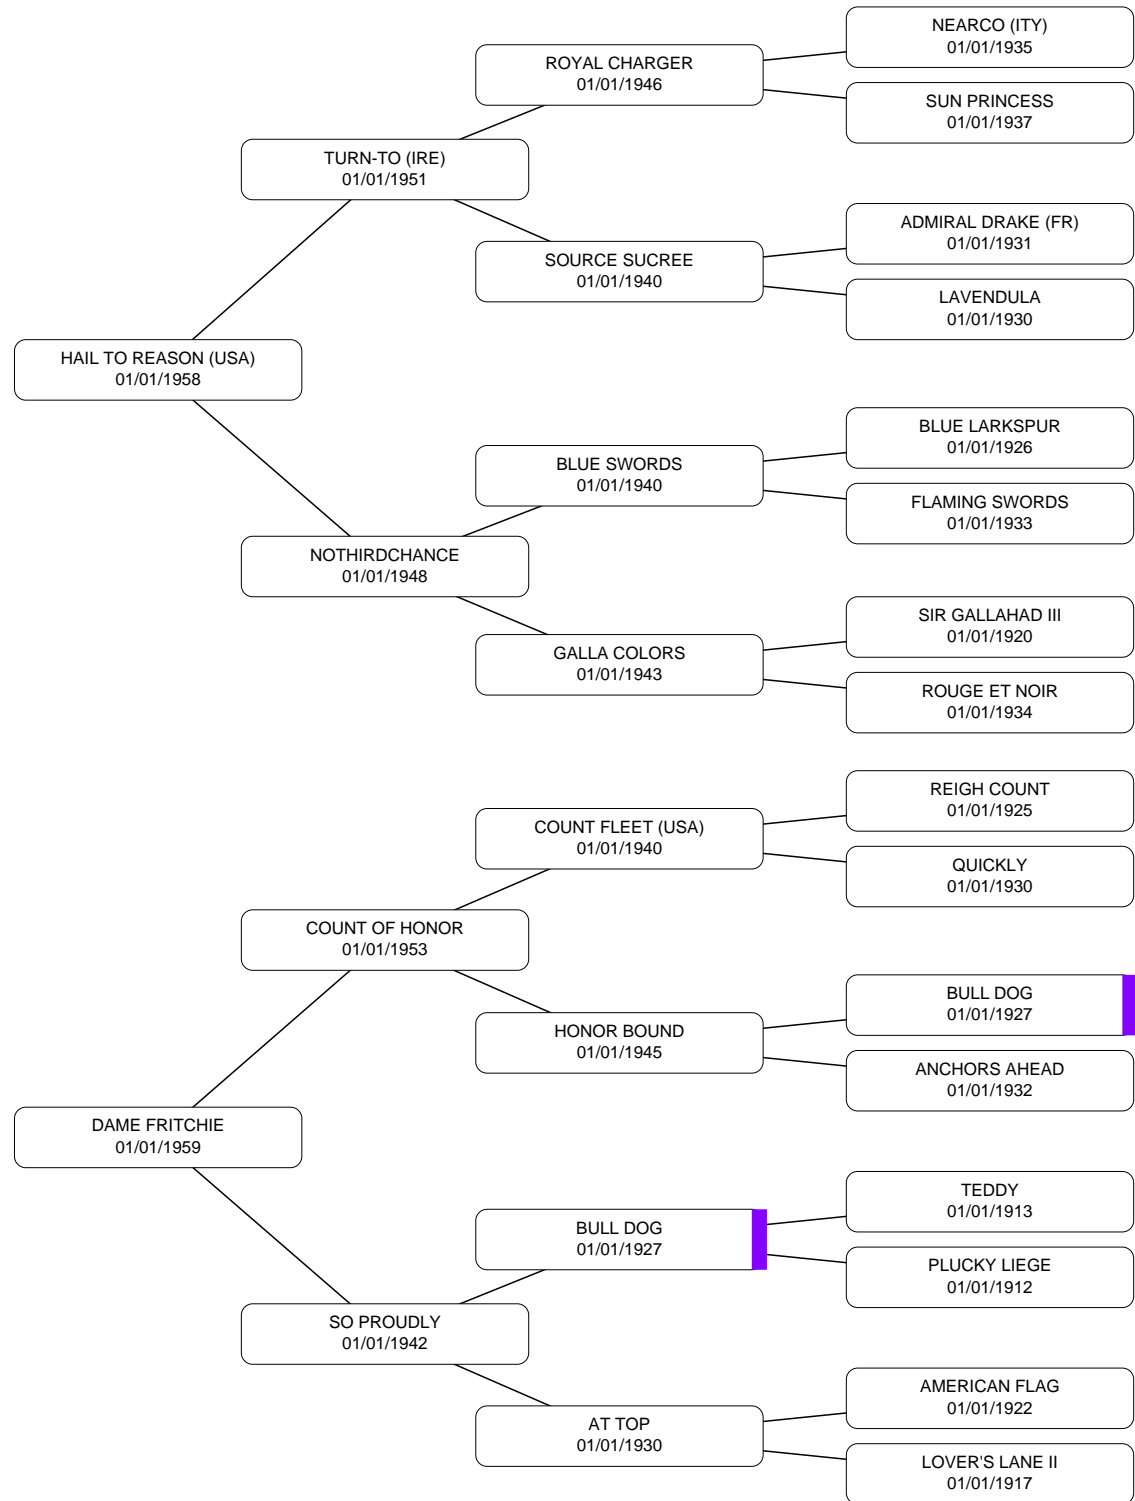 NEARCO (ITY)
01/01/1935
ROYAL CHARGER
01/01/1946
SUN PRINCESS
01/01/1937
TURN-TO (IRE)
01/01/1951
ADMIRAL DRAKE (FR)
01/01/1931
SOURCE SUCREE
01/01/1940
LAVENDULA
01/01/1930
HAIL TO REASON (USA)
01/01/1958
BLUE LARKSPUR
01/01/1926
BLUE SWORDS
01/01/1940
FLAMING SWORDS
01/01/1933
NOTHIRDCHANCE
01/01/1948
SIR GALLAHAD III
01/01/1920
GALLA COLORS
01/01/1943
ROUGE ET NOIR
01/01/1934
REIGH COUNT
01/01/1925
COUNT FLEET (USA)
01/01/1940
QUICKLY
01/01/1930
COUNT OF HONOR
01/01/1953
BULL DOG
01/01/1927
HONOR BOUND
01/01/1945
ANCHORS AHEAD
01/01/1932
DAME FRITCHIE
01/01/1959
TEDDY
01/01/1913
BULL DOG
01/01/1927
PLUCKY LIEGE
01/01/1912
SO PROUDLY
01/01/1942
AMERICAN FLAG
01/01/1922
AT TOP
01/01/1930
LOVER'S LANE II
01/01/1917